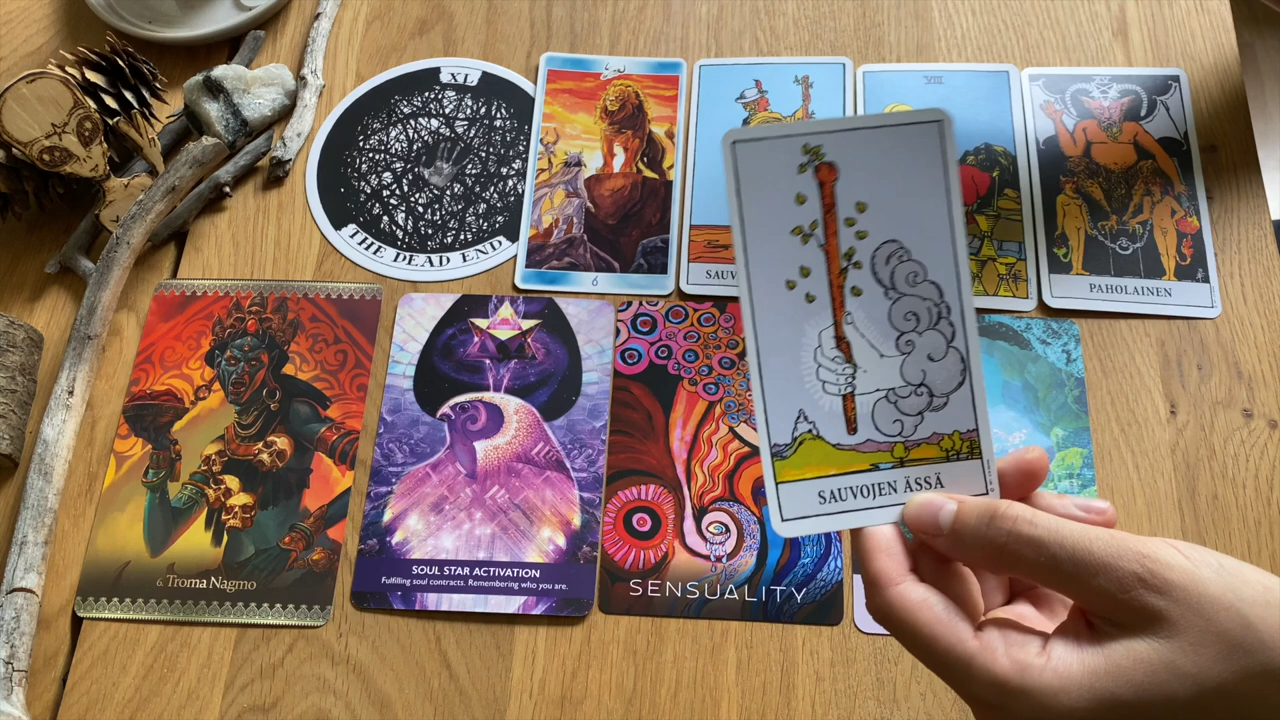 XL
THE DEAD END
6
SAUV
VIII
XV
PAHOLAINEN
SAUVOJEN ÄSSÄ
6. Troma Nagmo
SOUL STAR ACTIVATION
Fulfilling soul contracts. Remembering who you are.
SENSUALITY